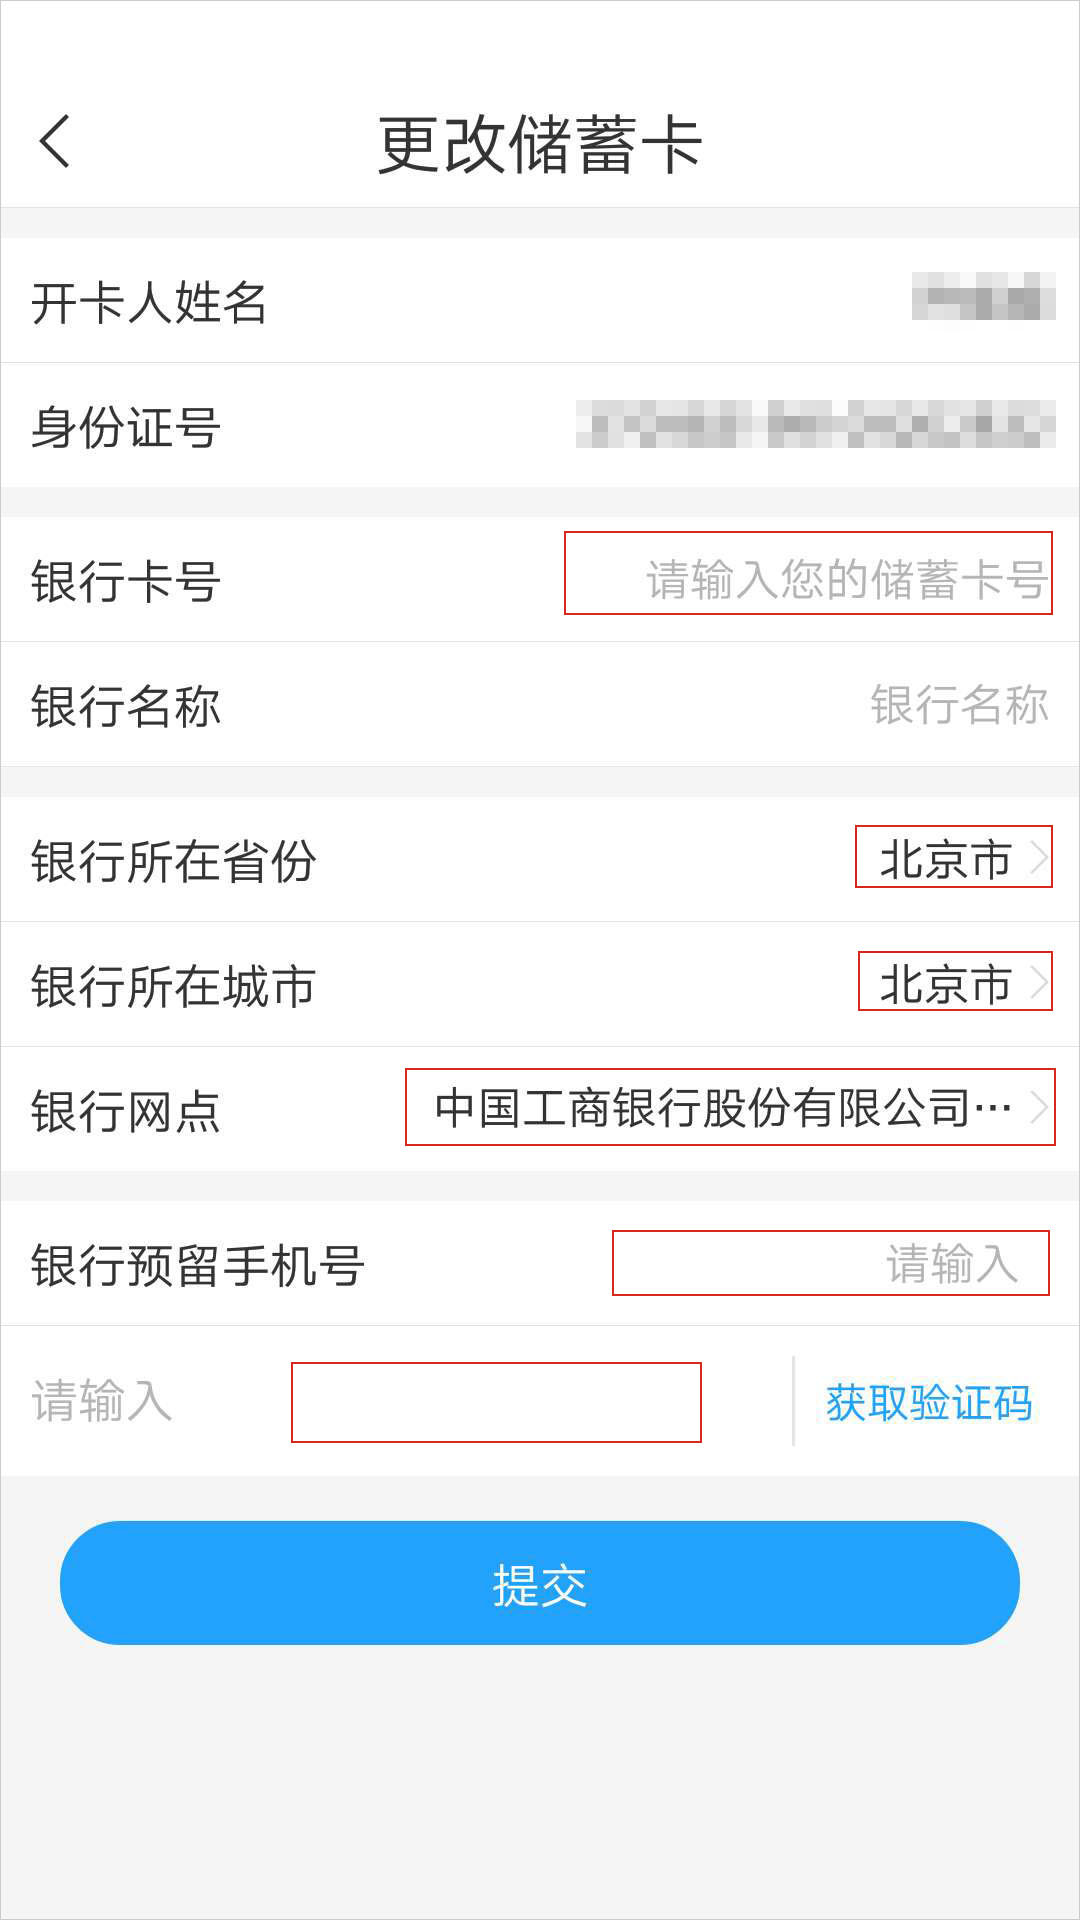 更改储蓄卡
开卡人姓名
身份证号
银行卡号 请输入您的储蓄卡号
银行名称 银行名称
银行所在省份 北京市
银行所在城市 北京市
银行网点 中国工商银行股份有限公司···
银行预留手机号 请输入
请输入 获取验证码
提交